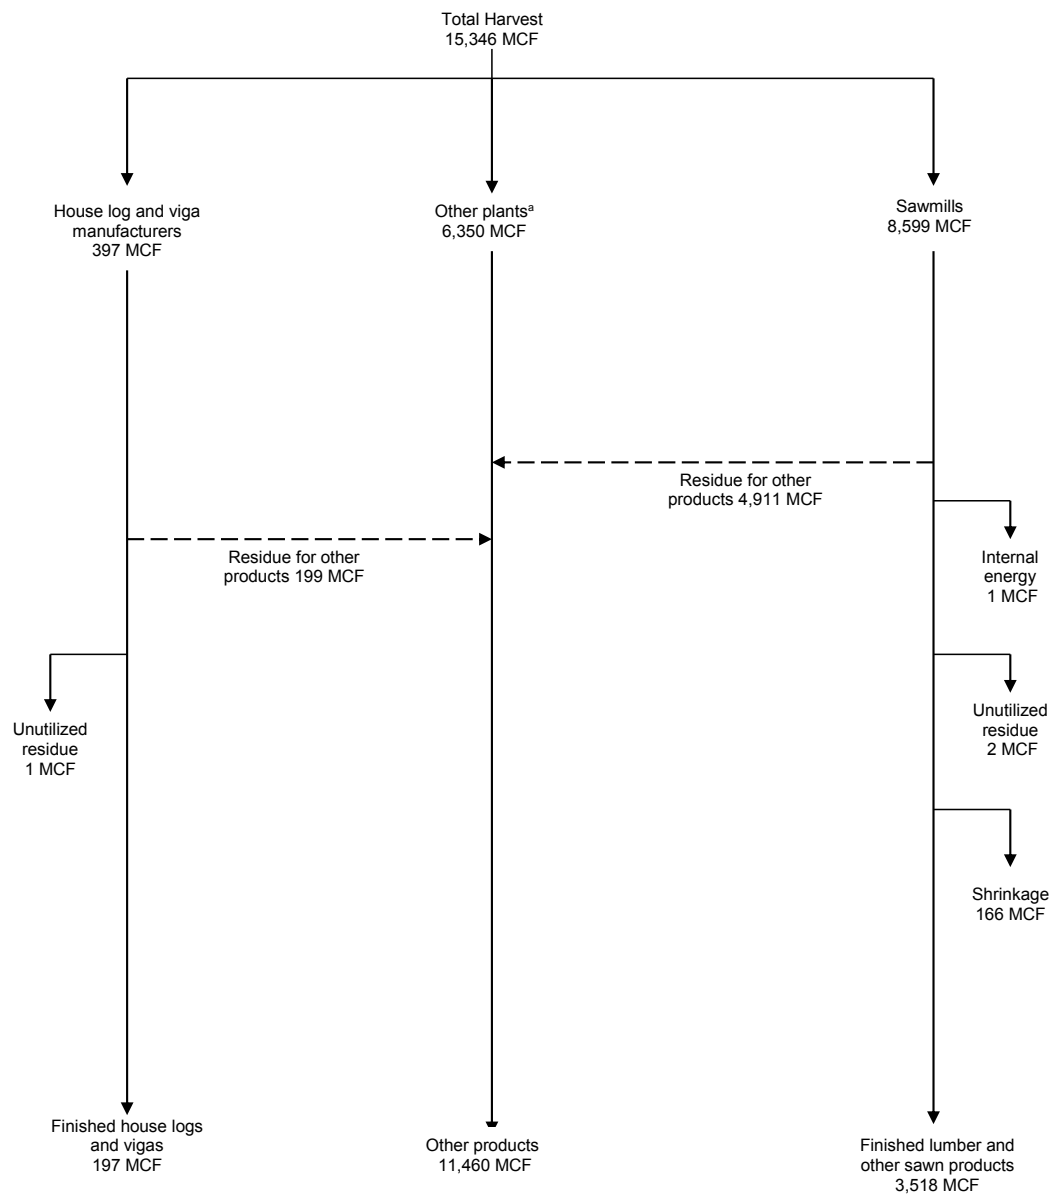 Total Harvest
15,346 MCF
House log and viga
manufacturers
397 MCF
Other plantsᵃ
6,350 MCF
Sawmills
8,599 MCF
Residue for other
products 4,911 MCF
Residue for other
products 199 MCF
Internal
energy
1 MCF
Unutilized
residue
1 MCF
Unutilized
residue
2 MCF
Shrinkage
166 MCF
Finished house logs
and vigas
197 MCF
Other products
11,460 MCF
Finished lumber and
other sawn products
3,518 MCF